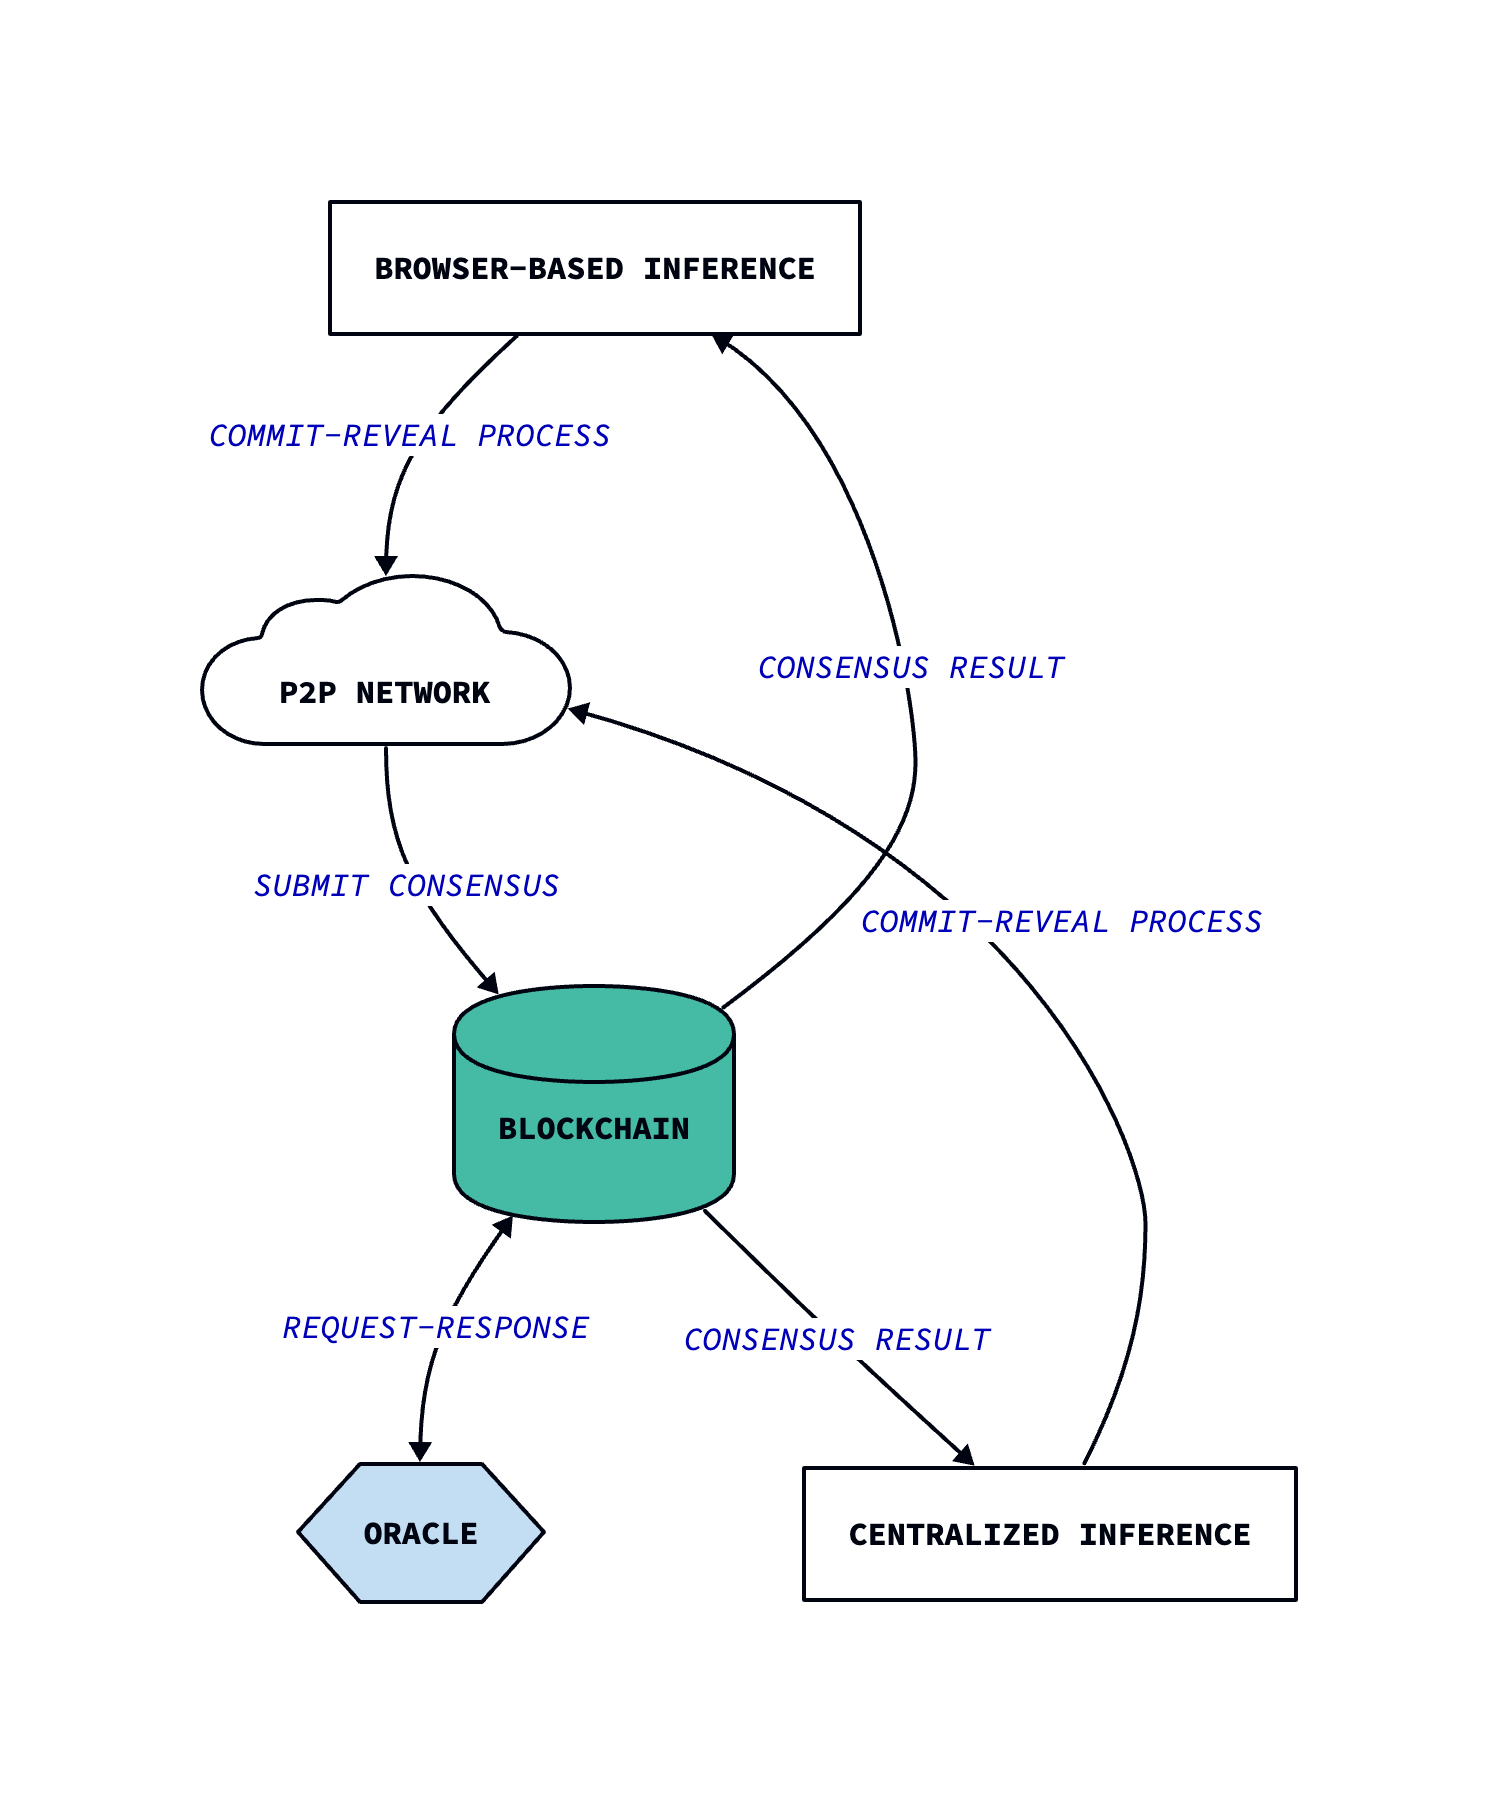 BROWSER-BASED INFERENCE
COMMIT-REVEAL PROCESS
CONSENSUS RESULT
P2P NETWORK
SUBMIT CONSENSUS
COMMIT-REVEAL PROCESS
BLOCKCHAIN
REQUEST-RESPONSE
CONSENSUS RESULT
ORACLE
CENTRALIZED INFERENCE